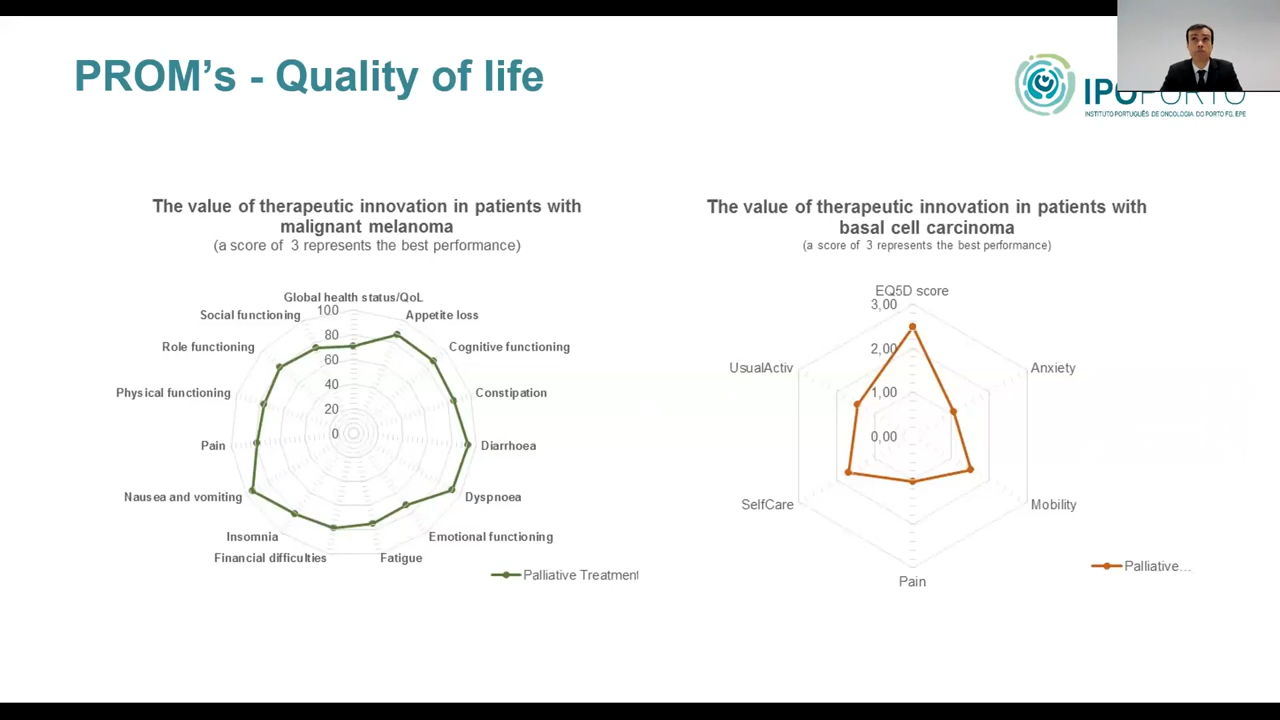 PROM's - Quality of life
INSTITUTO PORTUGUÊS DE ONCOLOGIA DO PORTO FG, EPE
The value of therapeutic innovation in patients with
malignant melanoma
(a score of 3 represents the best performance)
Global health status/QoL
Appetite loss
Cognitive functioning
Constipation
Diarrhoea
Dyspnoea
Emotional functioning
Fatigue
Financial difficulties
Insomnia
Nausea and vomiting
Pain
Physical functioning
Role functioning
Social functioning
100
80
60
40
20
0
Palliative Treatment
The value of therapeutic innovation in patients with
basal cell carcinoma
(a score of 3 represents the best performance)
EQ5D score
Anxiety
Mobility
Pain
SelfCare
UsualActiv
3,00
2,00
1,00
0,00
Palliative...